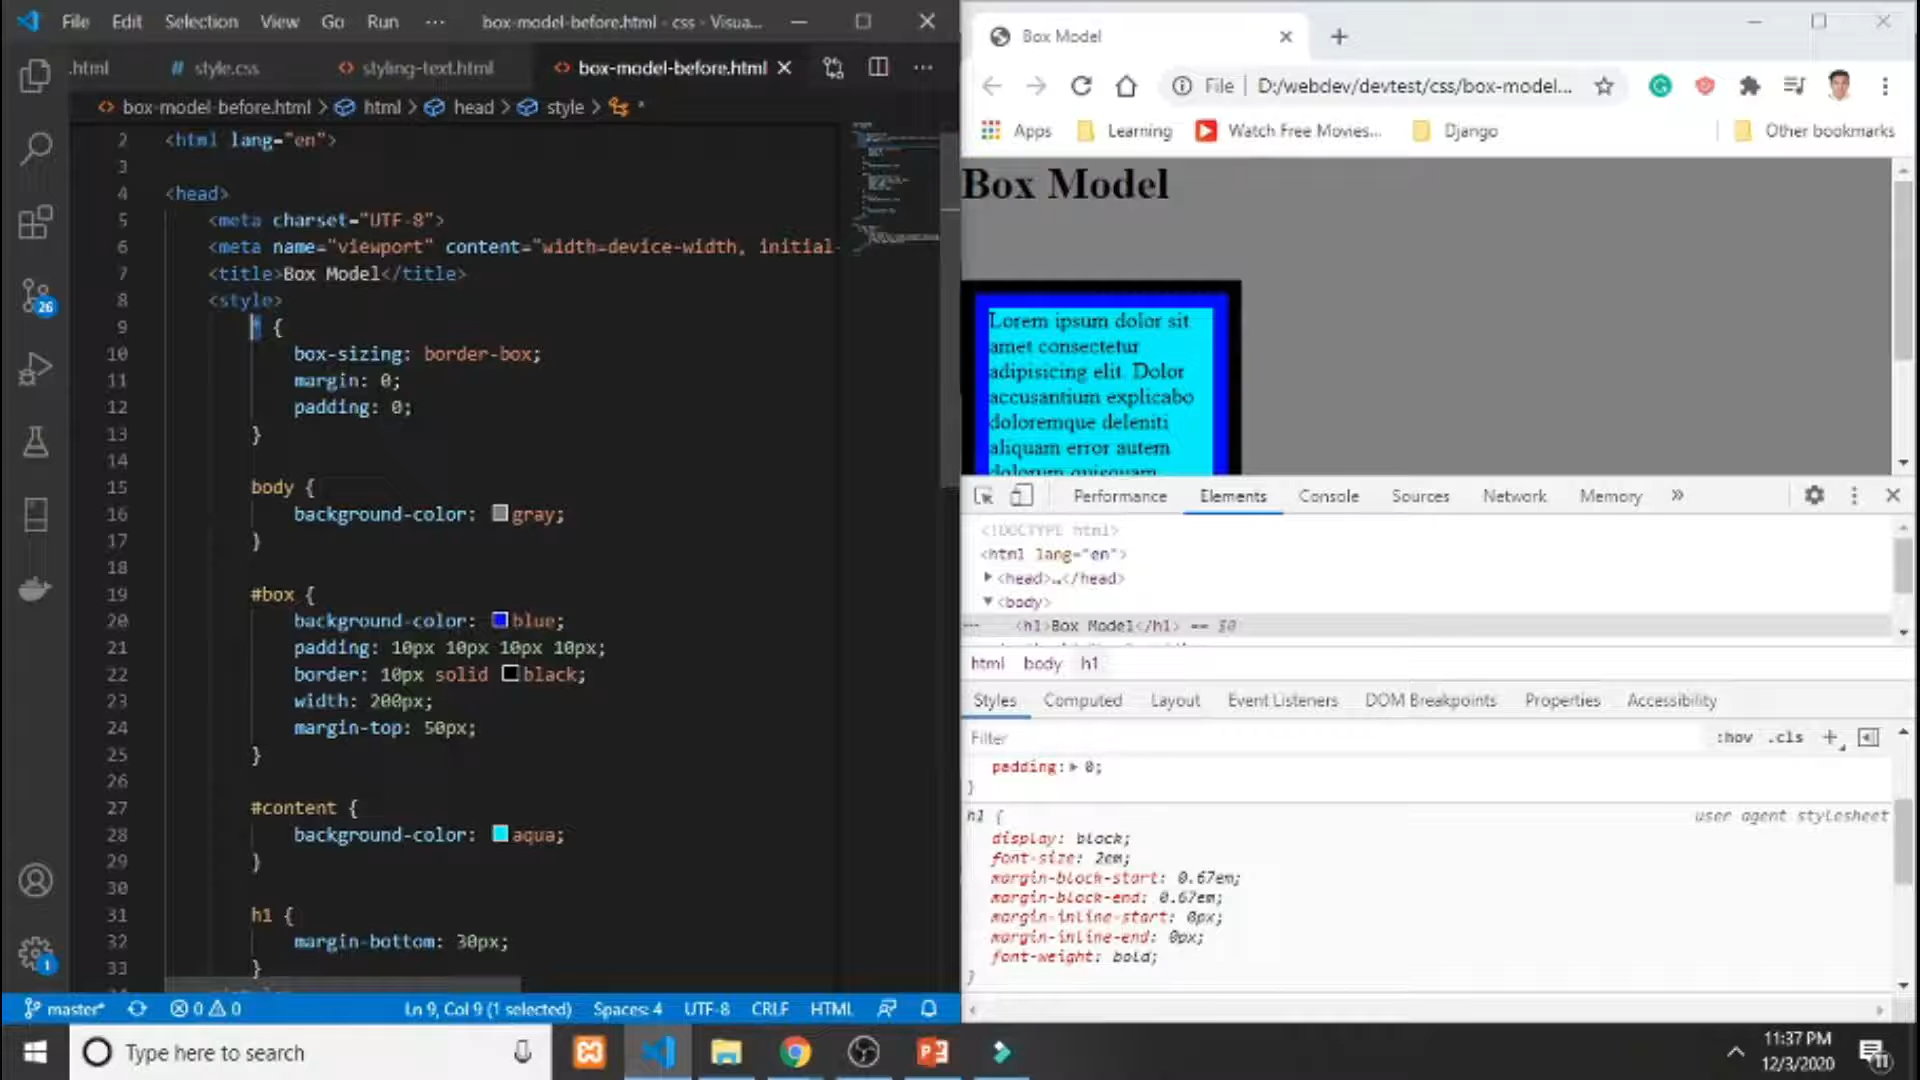 File Edit Selection View Go Run ··· box-model-before.html - css - Visua...
.html # style.css <> styling-text.html <> box-model-before.html
<> box-model-before.html > html > head > style > *
2 <html lang="en">
3
4 <head>
5 <meta charset="UTF-8">
6 <meta name="viewport" content="width=device-width, initial-
7 <title>Box Model</title>
8 <style>
9 * {
10 box-sizing: border-box;
11 margin: 0;
12 padding: 0;
13 }
14
15 body {
16 background-color: gray;
17 }
18
19 #box {
20 background-color: blue;
21 padding: 10px 10px 10px 10px;
22 border: 10px solid black;
23 width: 200px;
24 margin-top: 50px;
25 }
26
27 #content {
28 background-color: aqua;
29 }
30
31 h1 {
32 margin-bottom: 30px;
33 }
26
1
master* 0 0 Ln 9, Col 9 (1 selected) Spaces: 4 UTF-8 CRLF HTML
Box Model
File | D:/webdev/devtest/css/box-model...
Apps Learning Watch Free Movies... Django Other bookmarks
Box Model
Lorem ipsum dolor sit
amet consectetur
adipisicing elit. Dolor
accusantium explicabo
doloremque deleniti
aliquam error autem
dolorum quisquam
Performance Elements Console Sources Network Memory »
<!DOCTYPE html>
<html lang="en">
<head>…</head>
<body>
<h1>Box Model</h1> == $0
html body h1
Styles Computed Layout Event Listeners DOM Breakpoints Properties Accessibility
Filter :hov .cls +
padding: 0;
}
h1 { user agent stylesheet
display: block;
font-size: 2em;
margin-block-start: 0.67em;
margin-block-end: 0.67em;
margin-inline-start: 0px;
margin-inline-end: 0px;
font-weight: bold;
}
Type here to search
11:37 PM
12/3/2020
11